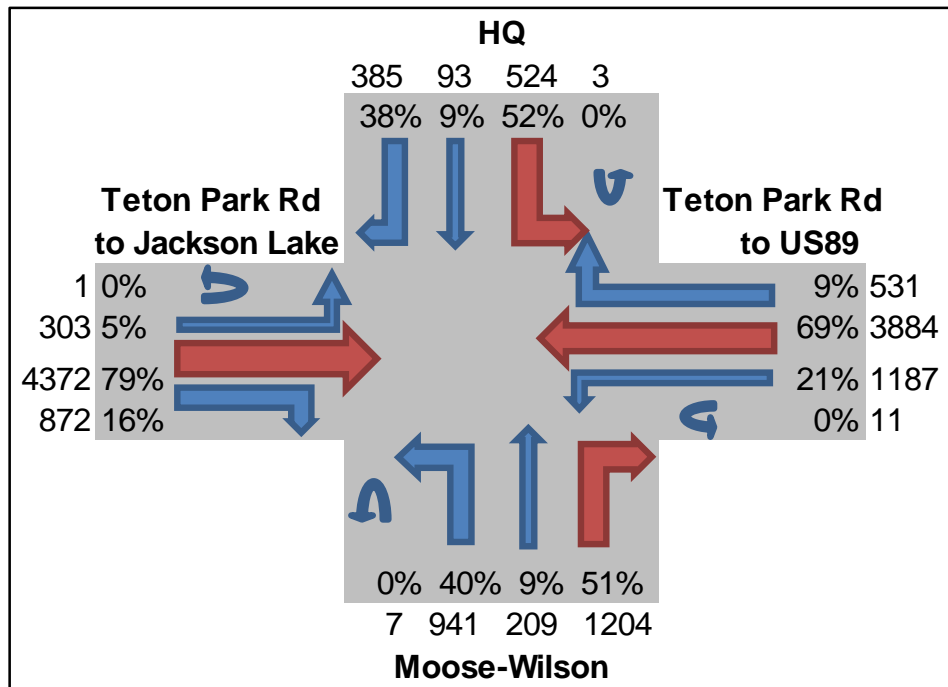 HQ
385 93 524 3
38% 9% 52% 0%
Teton Park Rd
to Jackson Lake
Teton Park Rd
to US89
1 0%
303 5%
4372 79%
872 16%
9% 531
69% 3884
21% 1187
0% 11
0% 40% 9% 51%
7 941 209 1204
Moose-Wilson